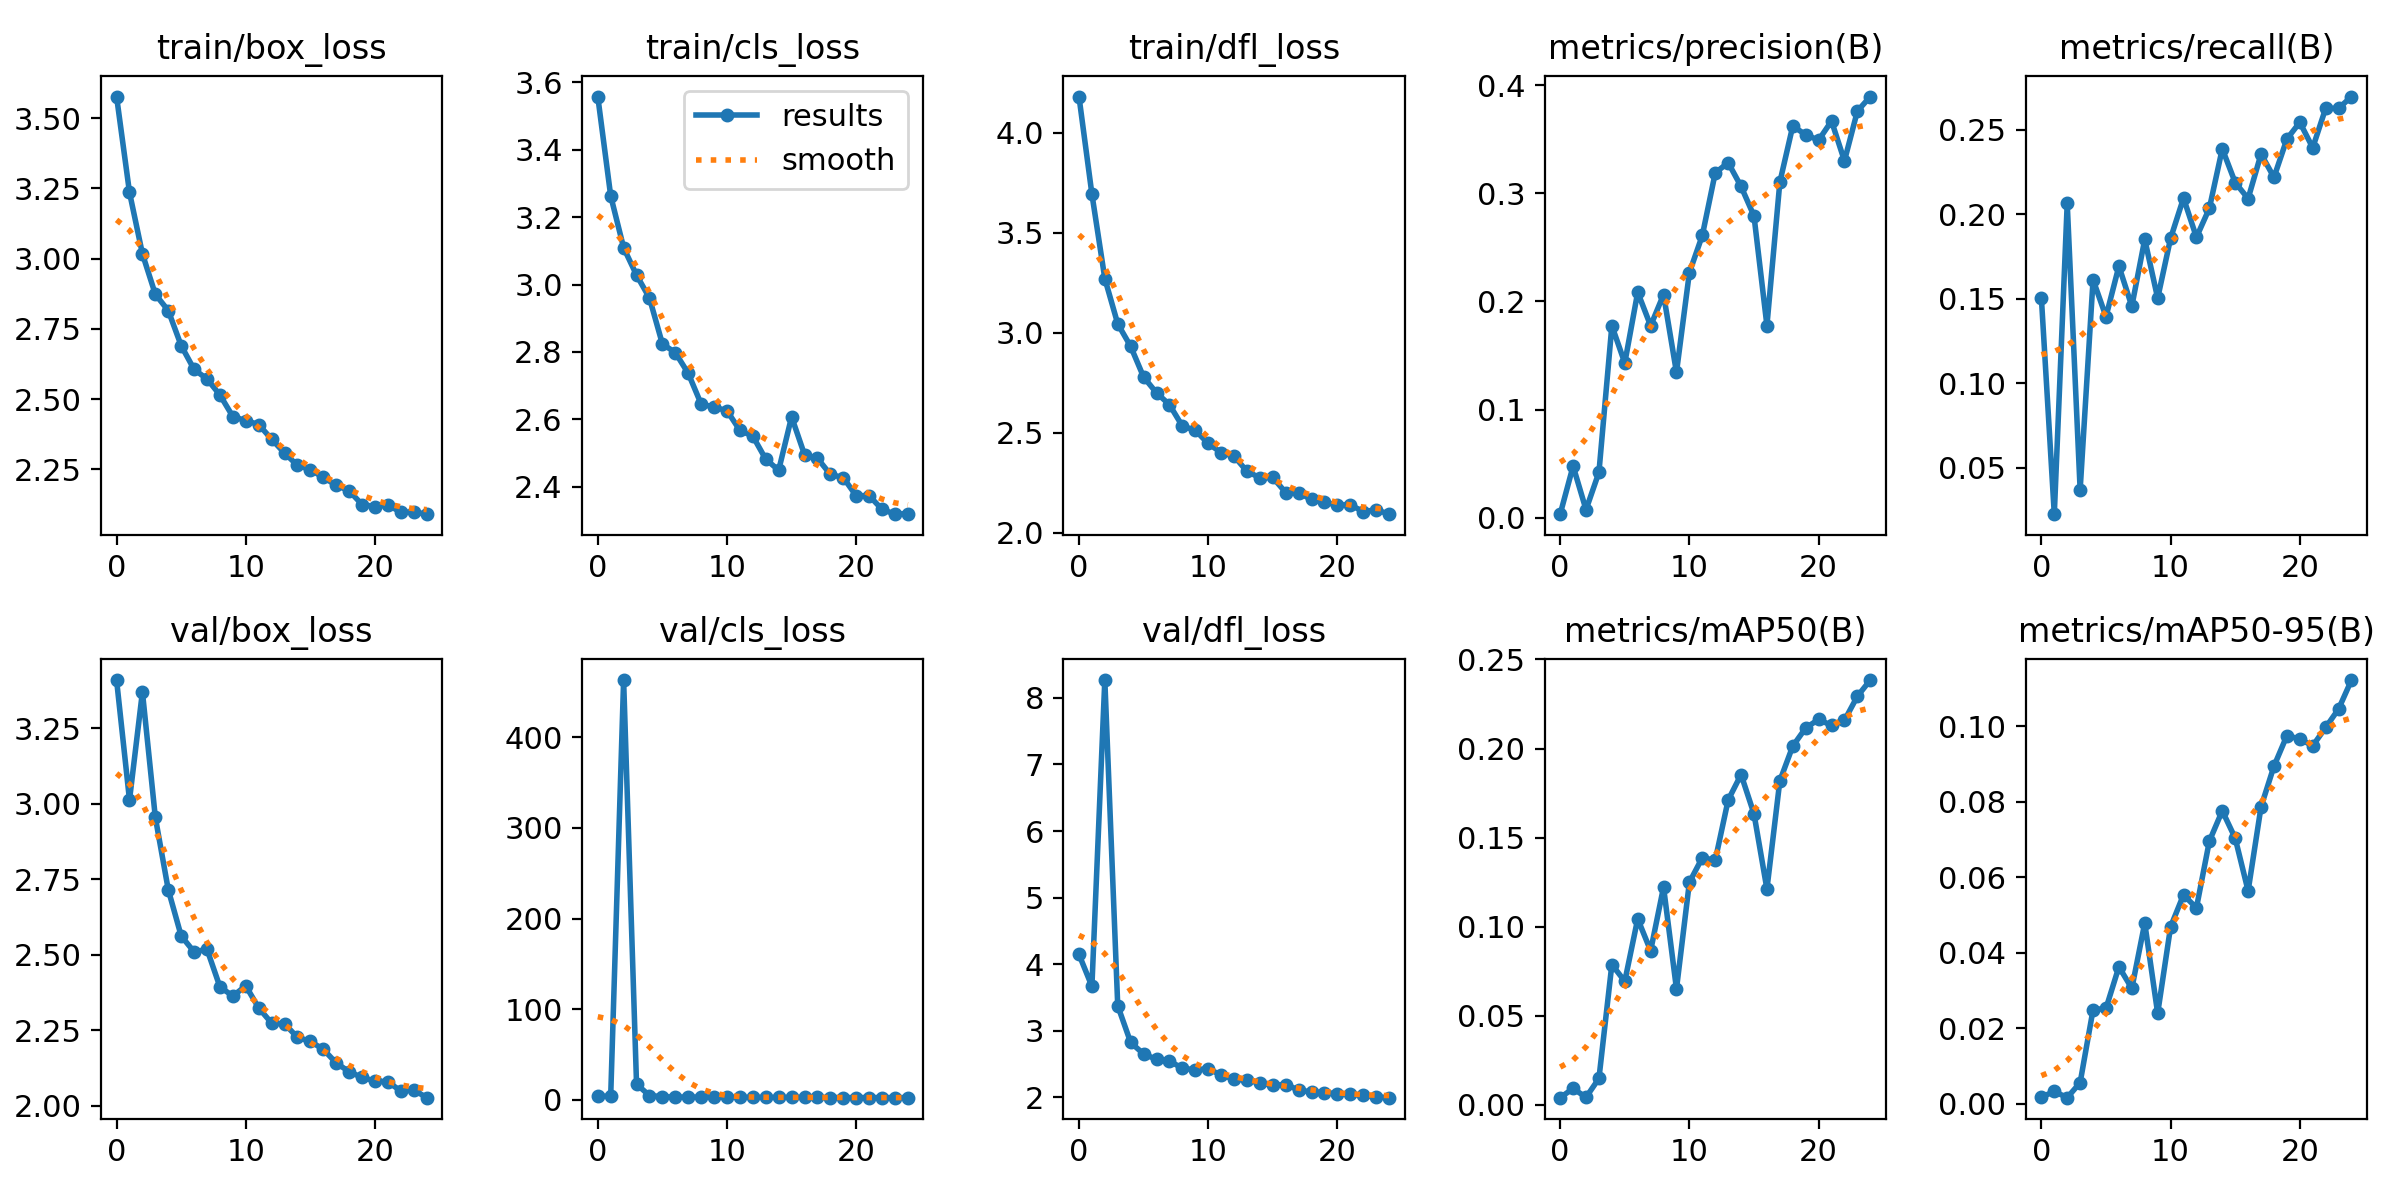 train/box_loss
3.50
3.25
3.00
2.75
2.50
2.25
0 10 20
train/cls_loss
results
smooth
3.6
3.4
3.2
3.0
2.8
2.6
2.4
0 10 20
train/dfl_loss
4.0
3.5
3.0
2.5
2.0
0 10 20
metrics/precision(B)
0.4
0.3
0.2
0.1
0.0
0 10 20
metrics/recall(B)
0.25
0.20
0.15
0.10
0.05
0 10 20
val/box_loss
3.25
3.00
2.75
2.50
2.25
2.00
0 10 20
val/cls_loss
400
300
200
100
0
0 10 20
val/dfl_loss
8
7
6
5
4
3
2
0 10 20
metrics/mAP50(B)
0.25
0.20
0.15
0.10
0.05
0.00
0 10 20
metrics/mAP50-95(B)
0.10
0.08
0.06
0.04
0.02
0.00
0 10 20